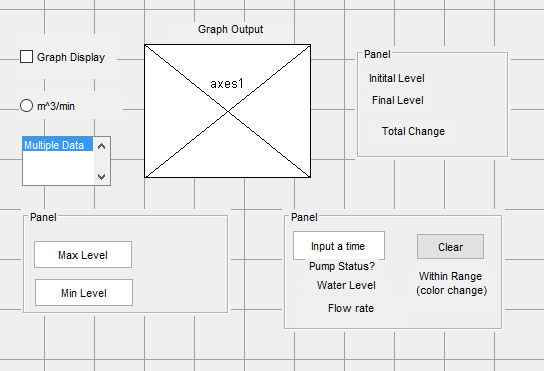 Graph Output
Graph Display
axes1
m^3/min
Multiple Data
Panel
Initital Level
Final Level
Total Change
Panel
Max Level
Min Level
Panel
Input a time
Clear
Pump Status?
Water Level
Flow rate
Within Range
(color change)